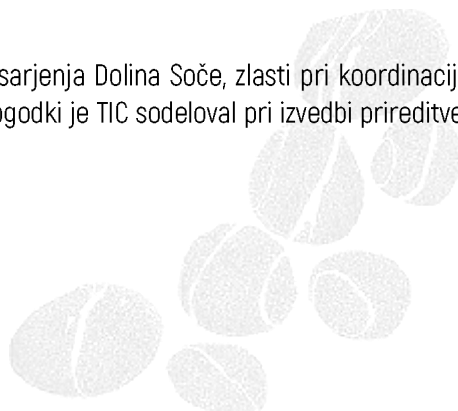 sarjenja Dolina Soče, zlasti pri koordinacij
ogodki je TIC sodeloval pri izvedbi prireditve